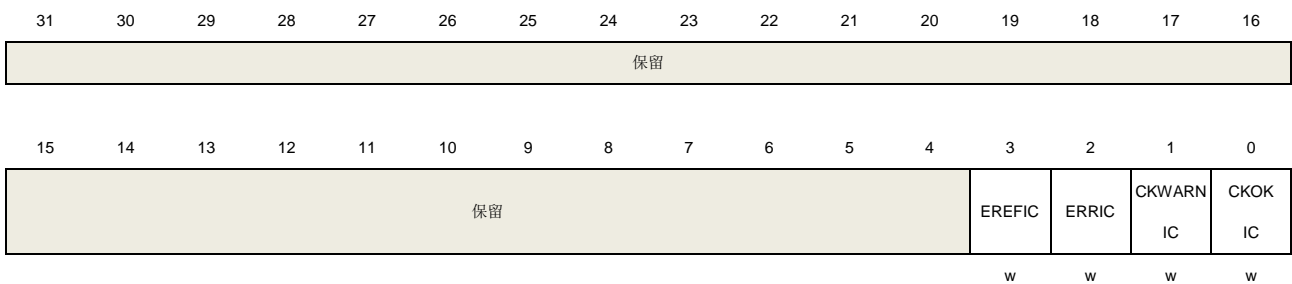 31 30 29 28 27 26 25 24 23 22 21 20 19 18 17 16
保留
15 14 13 12 11 10 9 8 7 6 5 4 3 2 1 0
保留 EREFIC ERRIC CKWARN IC CKOK IC
w w w w